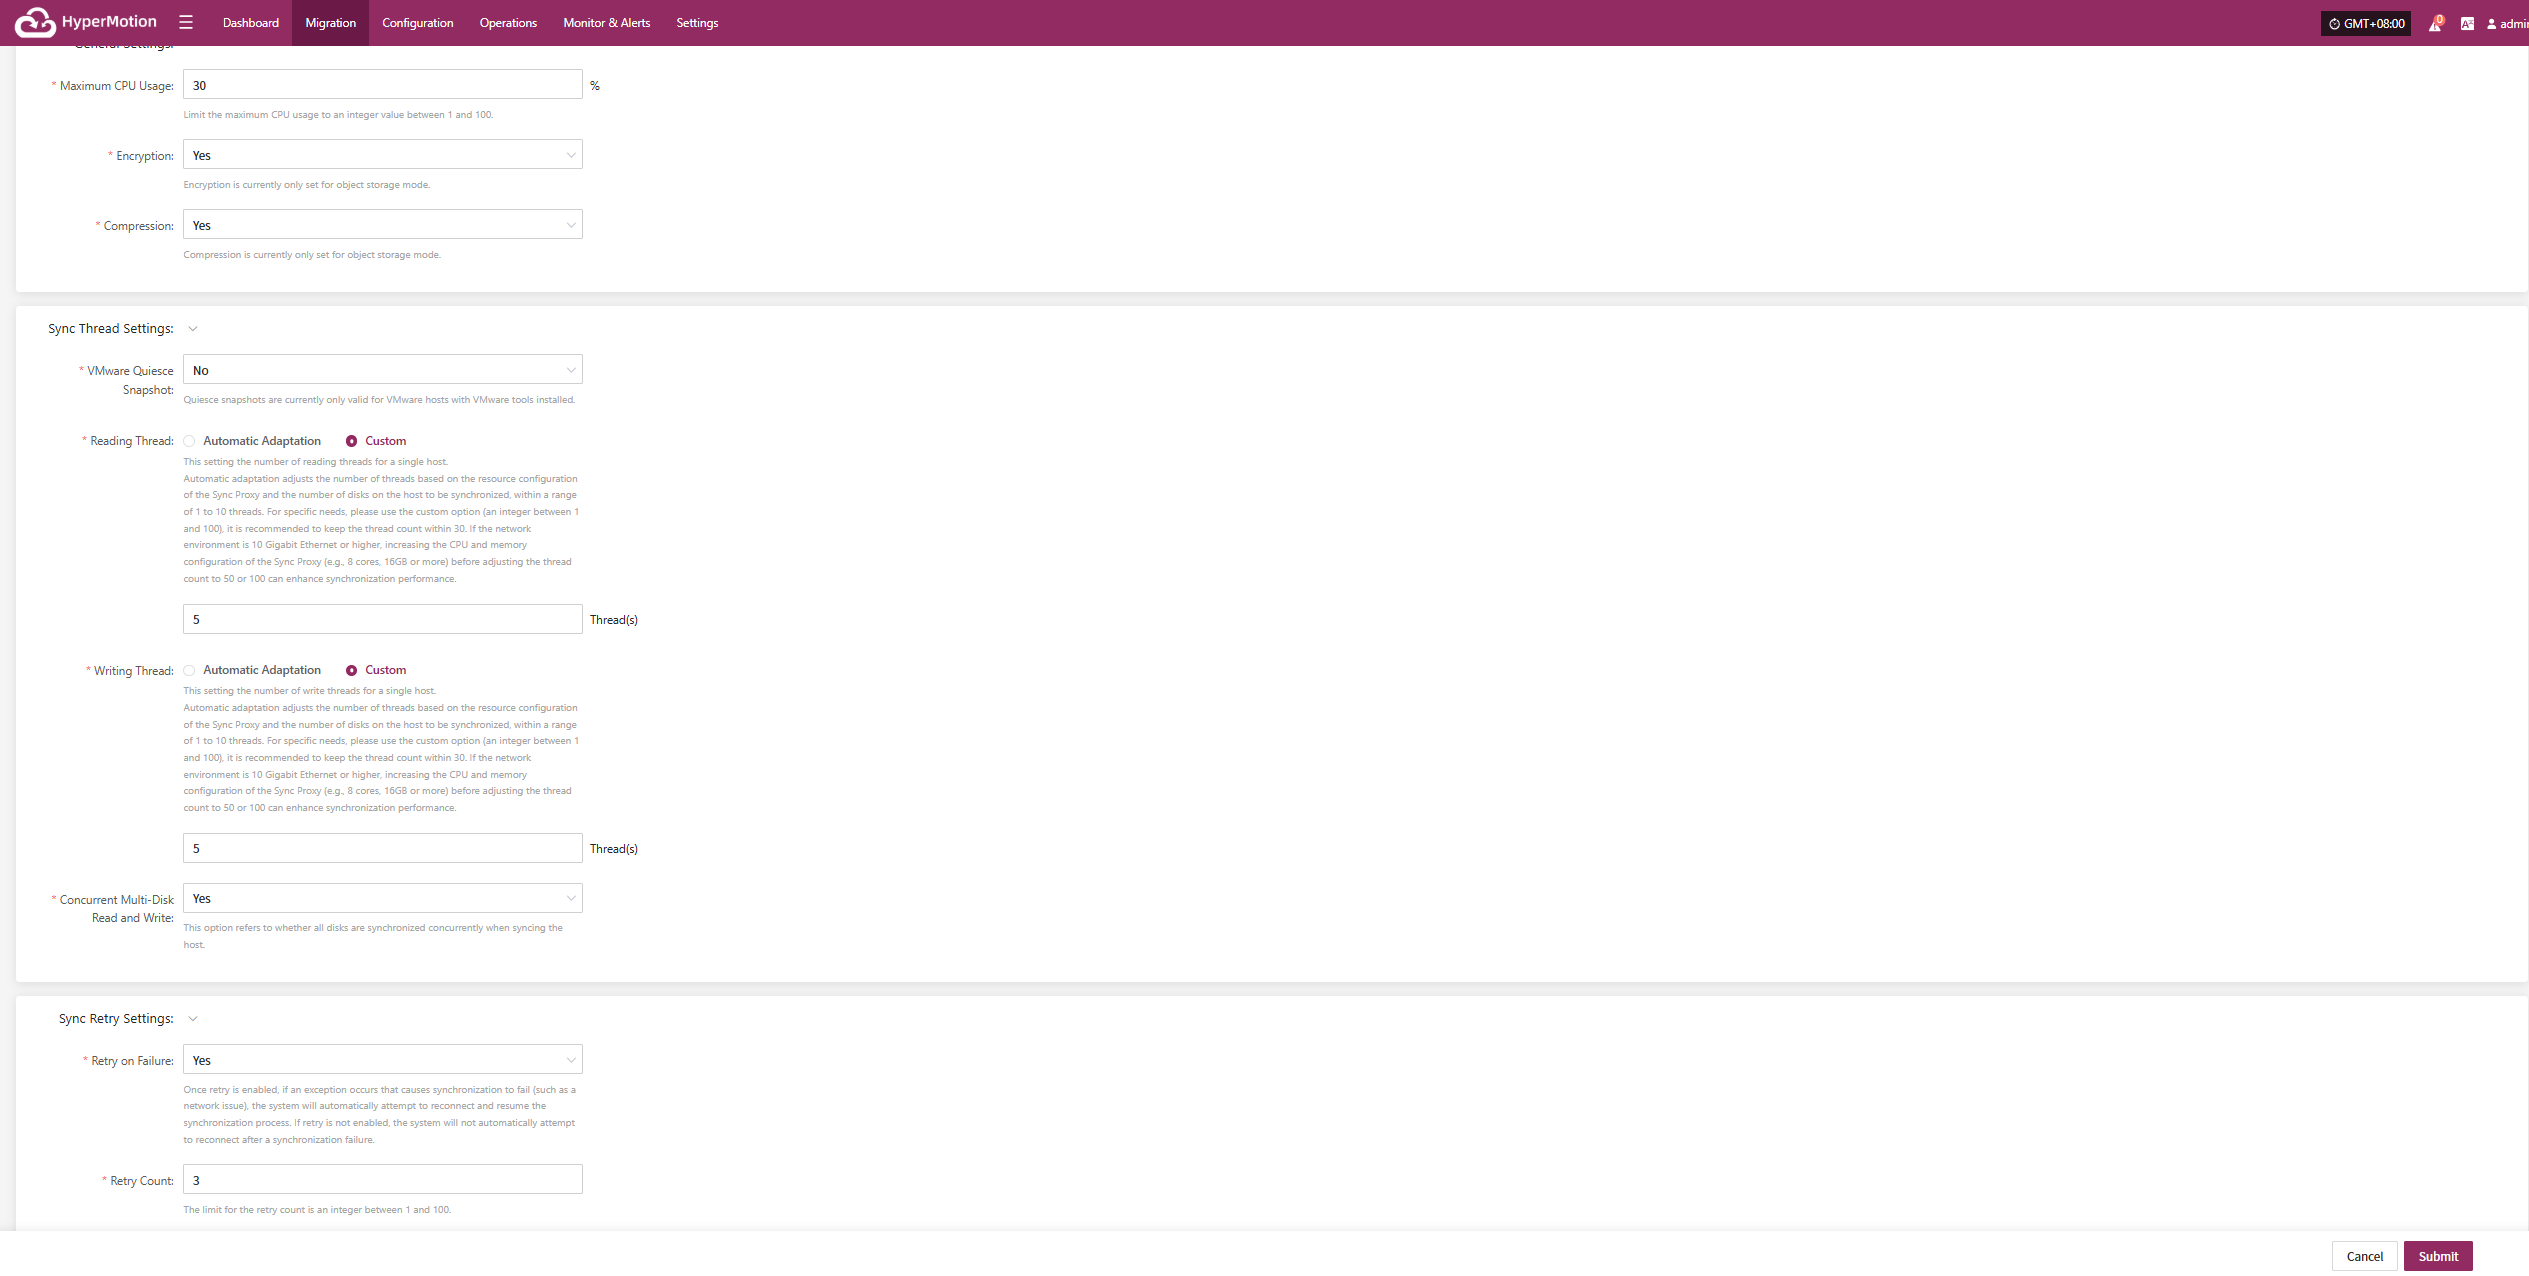 HyperMotion
Dashboard
Migration
Configuration
Operations
Monitor & Alerts
Settings
GMT+08:00
0
admin
General Settings:
* Maximum CPU Usage:
30
%
Limit the maximum CPU usage to an integer value between 1 and 100.
* Encryption:
Yes
Encryption is currently only set for object storage mode.
* Compression:
Yes
Compression is currently only set for object storage mode.
Sync Thread Settings:
* VMware Quiesce
Snapshot:
No
Quiesce snapshots are currently only valid for VMware hosts with VMware tools installed.
* Reading Thread:
Automatic Adaptation
Custom
This setting the number of reading threads for a single host.
Automatic adaptation adjusts the number of threads based on the resource configuration
of the Sync Proxy and the number of disks on the host to be synchronized, within a range
of 1 to 10 threads. For specific needs, please use the custom option (an integer between 1
and 100), it is recommended to keep the thread count within 30. If the network
environment is 10 Gigabit Ethernet or higher, increasing the CPU and memory
configuration of the Sync Proxy (e.g., 8 cores, 16GB or more) before adjusting the thread
count to 50 or 100 can enhance synchronization performance.
5
Thread(s)
* Writing Thread:
Automatic Adaptation
Custom
This setting the number of write threads for a single host.
Automatic adaptation adjusts the number of threads based on the resource configuration
of the Sync Proxy and the number of disks on the host to be synchronized, within a range
of 1 to 10 threads. For specific needs, please use the custom option (an integer between 1
and 100), it is recommended to keep the thread count within 30. If the network
environment is 10 Gigabit Ethernet or higher, increasing the CPU and memory
configuration of the Sync Proxy (e.g., 8 cores, 16GB or more) before adjusting the thread
count to 50 or 100 can enhance synchronization performance.
5
Thread(s)
* Concurrent Multi-Disk
Read and Write:
Yes
This option refers to whether all disks are synchronized concurrently when syncing the
host.
Sync Retry Settings:
* Retry on Failure:
Yes
Once retry is enabled, if an exception occurs that causes synchronization to fail (such as a
network issue), the system will automatically attempt to reconnect and resume the
synchronization process. If retry is not enabled, the system will not automatically attempt
to reconnect after a synchronization failure.
* Retry Count:
3
The limit for the retry count is an integer between 1 and 100.
Cancel
Submit